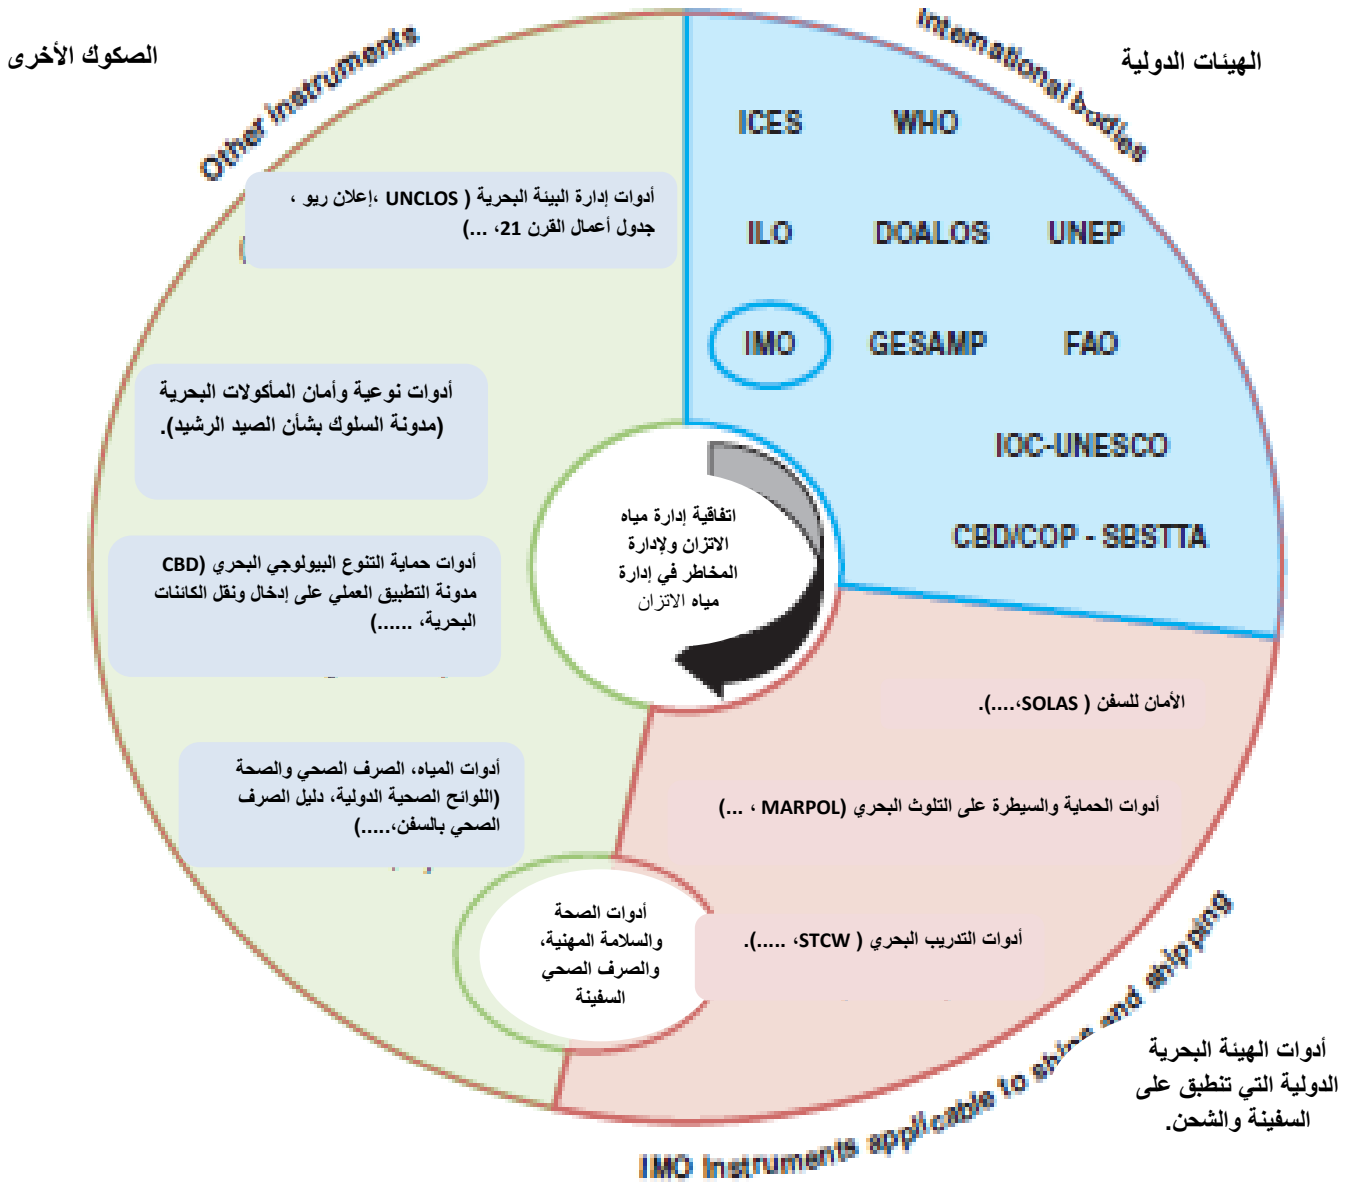 الصكوك الأخرى
Other instruments
الهيئات الدولية
International bodies
ICES WHO
ILO DOALOS UNEP
IMO GESAMP FAO
IOC-UNESCO
CBD/COP - SBSTTA
أدوات إدارة البيئة البحرية ( UNCLOS ،إعلان ريو ،
جدول أعمال القرن 21، ...)
أدوات نوعية وأمان المأكولات البحرية
(مدونة السلوك بشأن الصيد الرشيد).
أدوات حماية التنوع البيولوجي البحري (CBD
مدونة التطبيق العملي على إدخال ونقل الكائنات
البحرية، ......)
أدوات المياه، الصرف الصحي والصحة
(اللوائح الصحية الدولية، دليل الصرف
الصحي بالسفن،.....)
اتفاقية إدارة مياه
الاتزان ولإدارة
المخاطر في إدارة
مياه الاتزان
الأمان للسفن ( SOLAS،....).
أدوات الحماية والسيطرة على التلوث البحري (MARPOL ، ...)
أدوات التدريب البحري ( STCW، .....).
أدوات الصحة
والسلامة المهنية،
والصرف الصحي
السفينة
IMO Instruments applicable to ships and shipping
أدوات الهيئة البحرية
الدولية التي تنطبق على
السفينة والشحن.